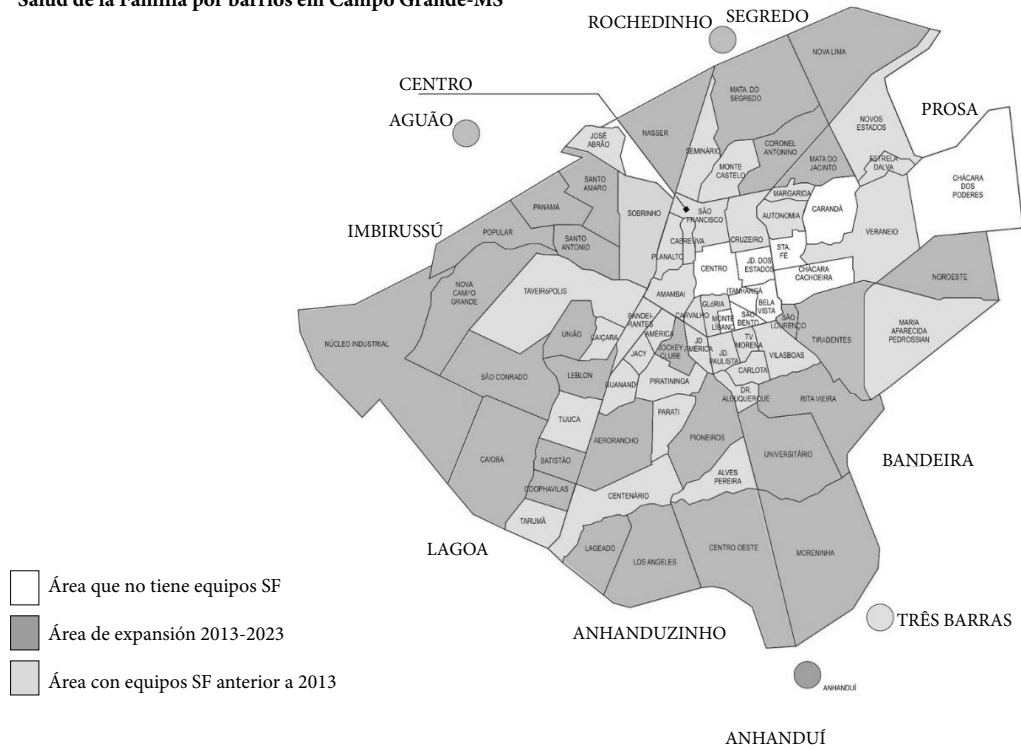 Salud de la Familia por barrios em Campo Grande-MS
ROCHEDINHO
SEGREDO
CENTRO
AGUÃO
PROSA
IMBIRUSSÚ
BANDEIRA
LAGOA
ANHANDUZINHO
TRÊS BARRAS
ANHANDUÍ
ANHANDUÍ
NOVA LIMA
MATA DO
SEGREDO
NASSER
JOSÉ
ABRÃO
SEMINÁRIO
CORONEL
ANTONINO
MONTE
CASTELO
MATA DO
JACINTO
NOVOS
ESTADOS
ESTRELA
DALVA
CHÁCARA
DOS
PODERES
SANTO
AMARO
PANAMÁ
POPULAR
SANTO
ANTONIO
SOBRINHO
SÃO
FRANCISCO
MARGARIDA
AUTONOMIA
CARANDÁ
VERANEIO
CABREUVA
CRUZEIRO
STA.
FÉ
PLANALTO
CENTRO
JD. DOS
ESTADOS
CHÁCARA
CACHOEIRA
NOROESTE
NOVA
CAMPO
GRANDE
TAVEIRóPOLIS
AMAMBAI
ITANHANGÁ
BELA
VISTA
GLóRIA
CARVALHO
MONTE
LÍBANO
SÃO
BENTO
SÃO
LOURENÇO
TIRADENTES
MARIA
APARECIDA
PEDROSSIAN
NÚCLEO INDUSTRIAL
UNIÃO
CAIÇARA
BANDEI-
RANTES
AMÉRICA
JACY
JOCKEY
CLUBE
JD
AMÉRICA
JD.
PAULISTA
TV
MORENA
VILASBOAS
CARLOTA
SÃO CONRADO
LEBLON
GUANANDI
PIRATININGA
DR.
ALBUQUERQUE
RITA VIEIRA
TIJUCA
PARATI
AERORANCHO
PIONEIROS
UNIVERSITÁRIO
CAIOBÁ
BATISTÃO
COOPHAVILAS
CENTENÁRIO
ALVES
PEREIRA
TARUMÃ
LAGEADO
LOS ANGELES
CENTRO OESTE
MORENINHA
Área que no tiene equipos SF
Área de expansión 2013-2023
Área con equipos SF anterior a 2013